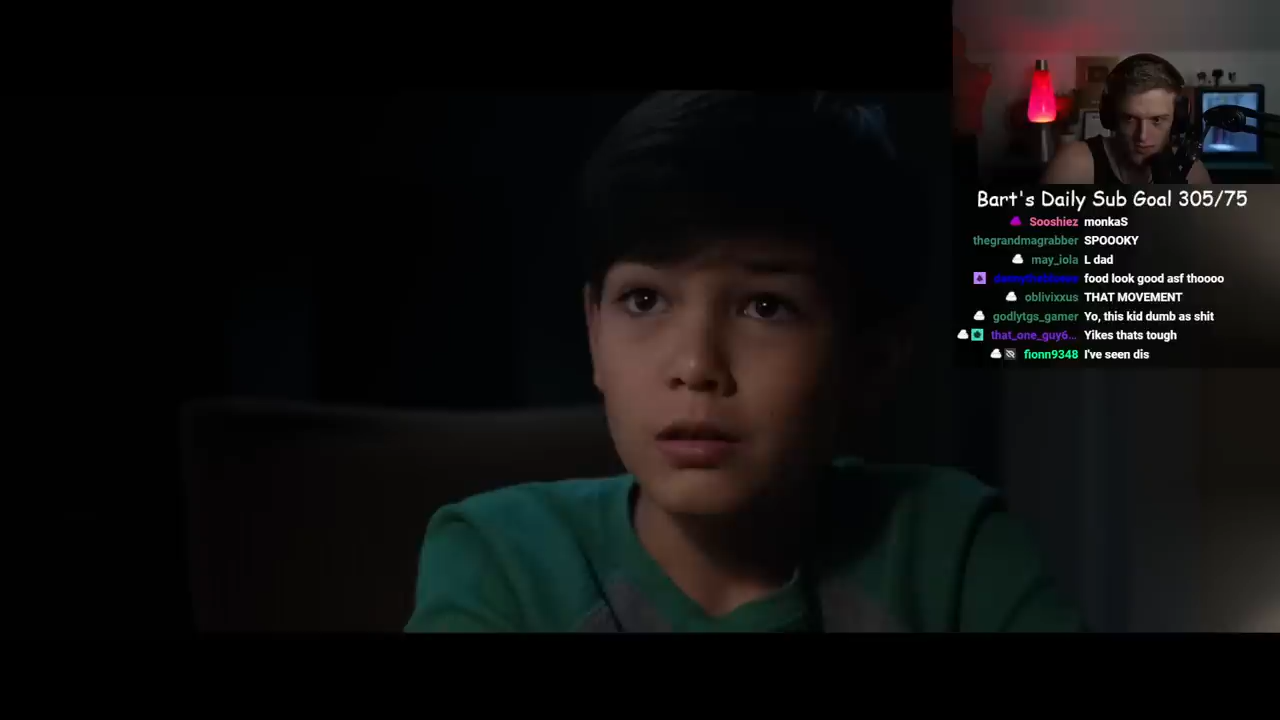 Bart's Daily Sub Goal 305/75
Sooshiez monkaS
thegrandmagrabber SPOOOKY
may_iola L dad
food look good asf thoooo
oblivixxus THAT MOVEMENT
godlytgs_gamer Yo, this kid dumb as shit
that_one_guy6... Yikes thats tough
fionn9348 I've seen dis